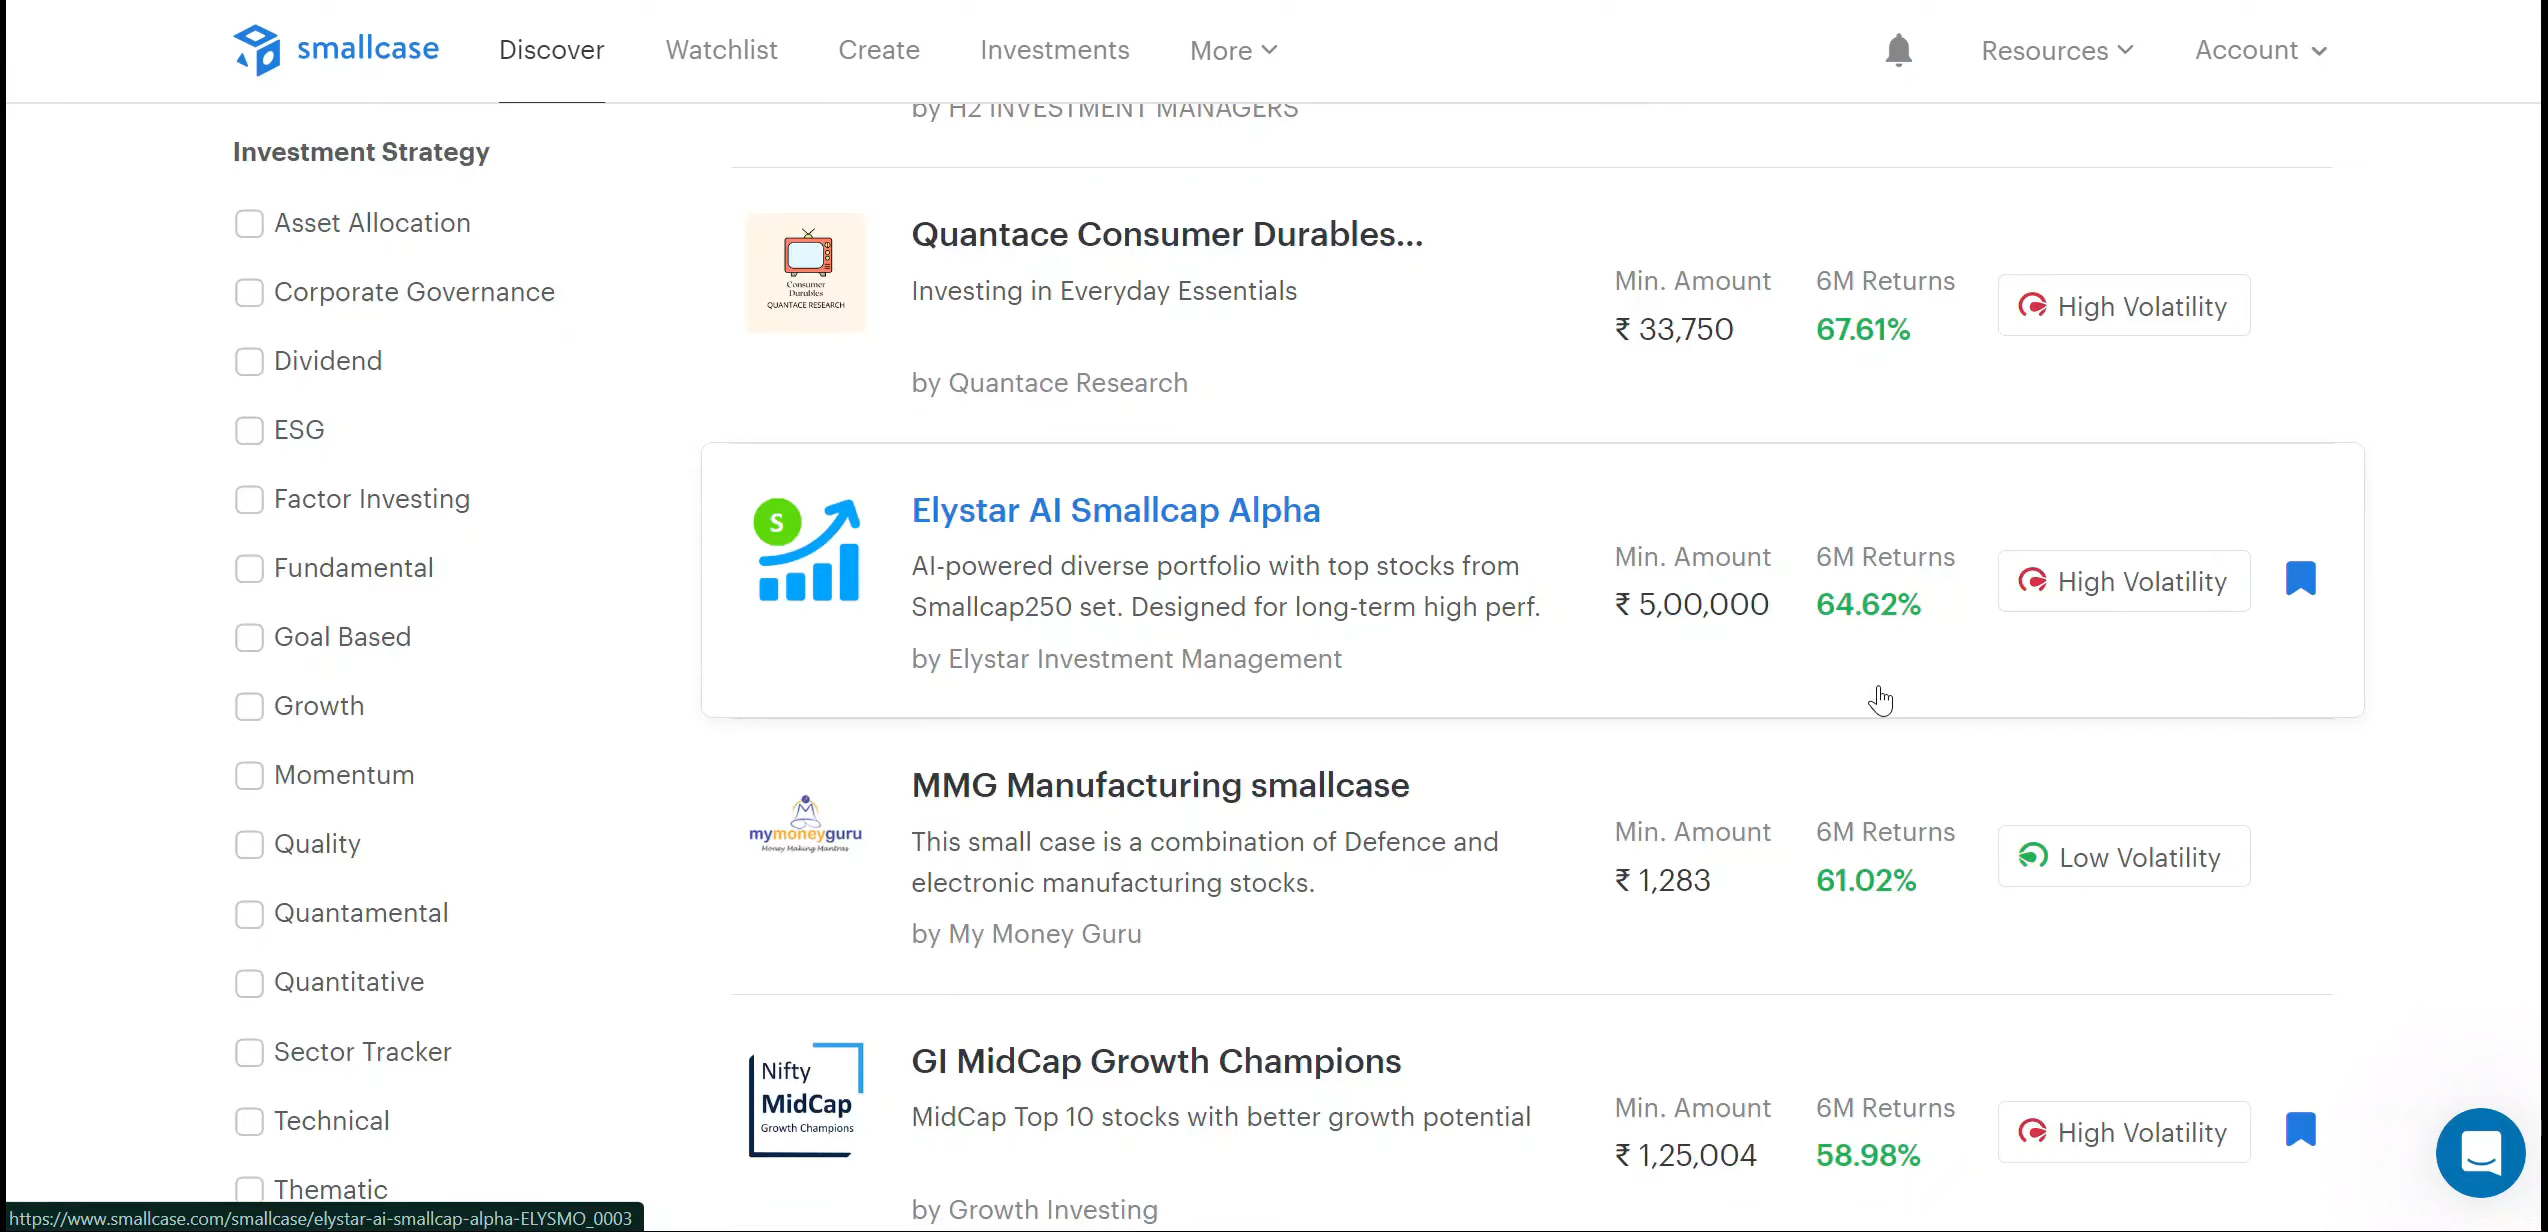 smallcase
Discover
Watchlist
Create
Investments
More
Resources
Account
by H2 INVESTMENT MANAGERS
Investment Strategy
Asset Allocation
Corporate Governance
Dividend
ESG
Factor Investing
Fundamental
Goal Based
Growth
Momentum
Quality
Quantamental
Quantitative
Sector Tracker
Technical
Thematic
Consumer
Durables
QUANTACE RESEARCH
Quantace Consumer Durables...
Investing in Everyday Essentials
by Quantace Research
Min. Amount
₹ 33,750
6M Returns
67.61%
High Volatility
S
Elystar AI Smallcap Alpha
AI-powered diverse portfolio with top stocks from
Smallcap250 set. Designed for long-term high perf.
by Elystar Investment Management
Min. Amount
₹ 5,00,000
6M Returns
64.62%
High Volatility
mymoneyguru
Money Making Mantras
MMG Manufacturing smallcase
This small case is a combination of Defence and
electronic manufacturing stocks.
by My Money Guru
Min. Amount
₹ 1,283
6M Returns
61.02%
Low Volatility
Nifty
MidCap
Growth Champions
GI MidCap Growth Champions
MidCap Top 10 stocks with better growth potential
by Growth Investing
Min. Amount
₹ 1,25,004
6M Returns
58.98%
High Volatility
https://www.smallcase.com/smallcase/elystar-ai-smallcap-alpha-ELYSMO_0003